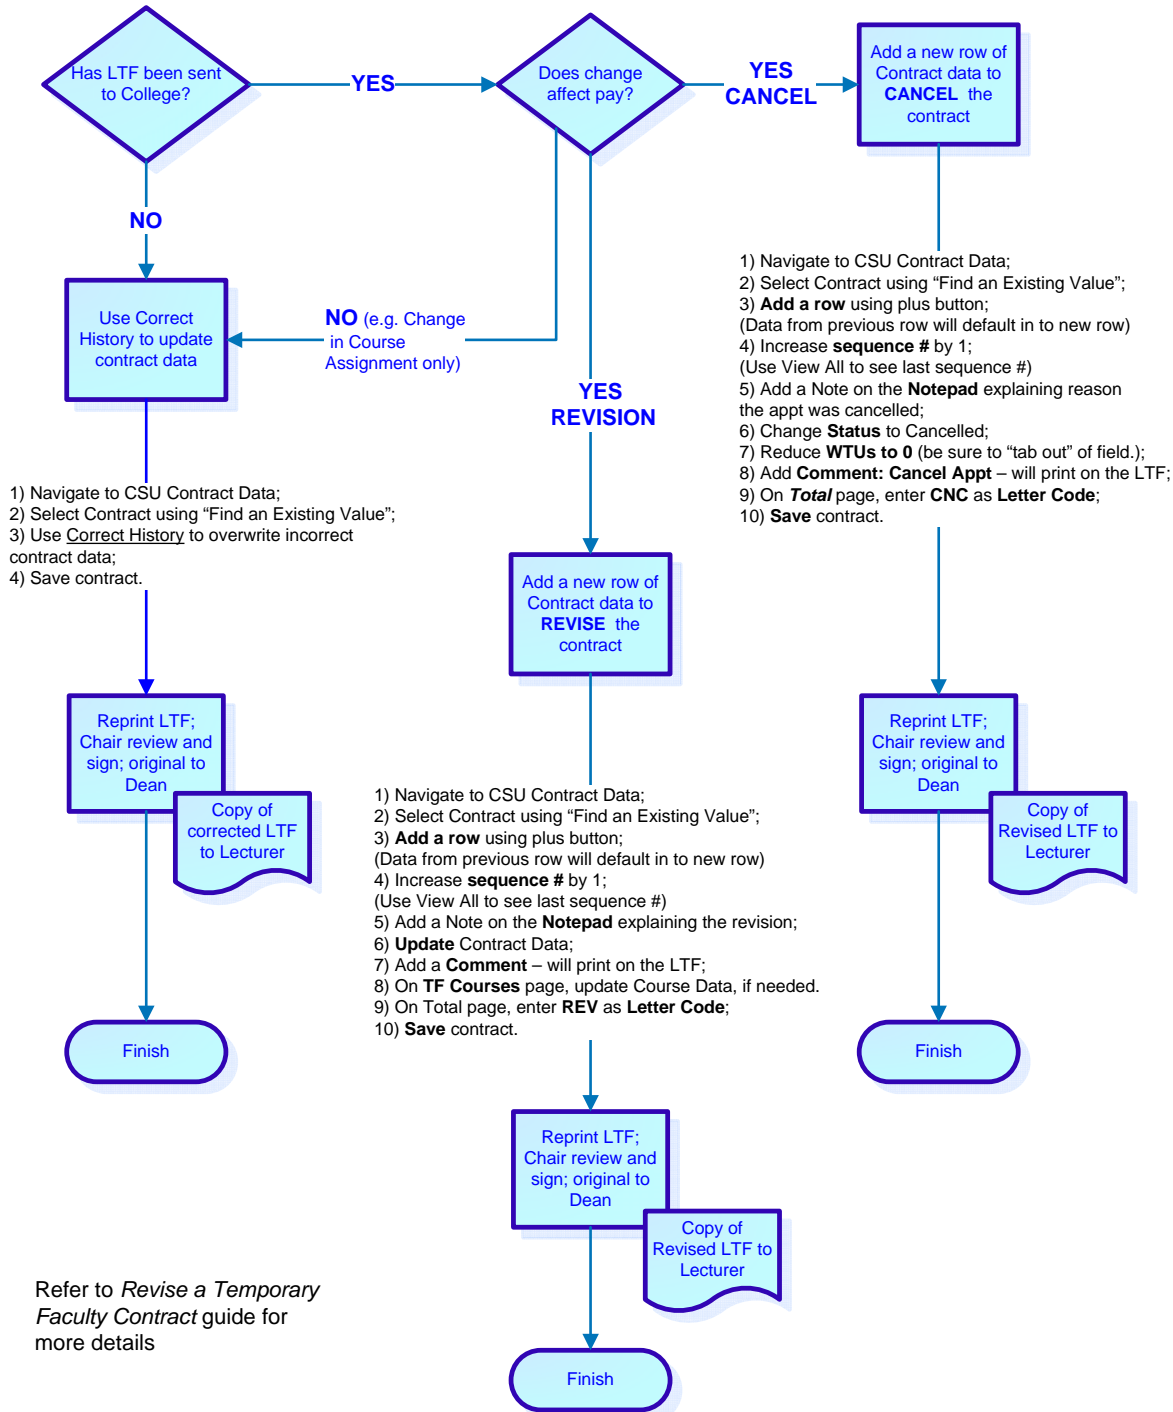 Has LTF been sent
to College?
YES
Does change
affect pay?
YES
CANCEL
Add a new row of
Contract data to
CANCEL the
contract
NO
Use Correct
History to update
contract data
NO (e.g. Change
in Course
Assignment only)
YES
REVISION
1) Navigate to CSU Contract Data;
2) Select Contract using “Find an Existing Value”;
3) Add a row using plus button;
(Data from previous row will default in to new row)
4) Increase sequence # by 1;
(Use View All to see last sequence #)
5) Add a Note on the Notepad explaining reason
the appt was cancelled;
6) Change Status to Cancelled;
7) Reduce WTUs to 0 (be sure to “tab out” of field.);
8) Add Comment: Cancel Appt – will print on the LTF;
9) On Total page, enter CNC as Letter Code;
10) Save contract.
1) Navigate to CSU Contract Data;
2) Select Contract using “Find an Existing Value”;
3) Use Correct History to overwrite incorrect
contract data;
4) Save contract.
Add a new row of
Contract data to
REVISE the
contract
Reprint LTF;
Chair review and
sign; original to
Dean
Copy of
corrected LTF
to Lecturer
Reprint LTF;
Chair review and
sign; original to
Dean
Copy of
Revised LTF to
Lecturer
1) Navigate to CSU Contract Data;
2) Select Contract using “Find an Existing Value”;
3) Add a row using plus button;
(Data from previous row will default in to new row)
4) Increase sequence # by 1;
(Use View All to see last sequence #)
5) Add a Note on the Notepad explaining the revision;
6) Update Contract Data;
7) Add a Comment – will print on the LTF;
8) On TF Courses page, update Course Data, if needed.
9) On Total page, enter REV as Letter Code;
10) Save contract.
Finish
Finish
Reprint LTF;
Chair review and
sign; original to
Dean
Copy of
Revised LTF to
Lecturer
Refer to Revise a Temporary
Faculty Contract guide for
more details
Finish